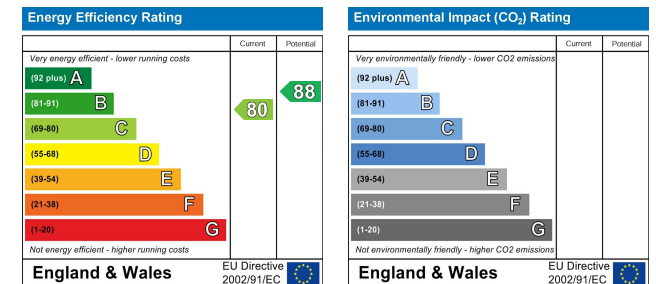 Energy Efficiency Rating
Current Potential
Very energy efficient - lower running costs
(92 plus) A
(81-91) B
(69-80) C
(55-68) D
(39-54) E
(21-38) F
(1-20) G
80
88
Not energy efficient - higher running costs
England & Wales
EU Directive
2002/91/EC
Environmental Impact (CO₂) Rating
Current Potential
Very environmentally friendly - lower CO2 emissions
(92 plus) A
(81-91) B
(69-80) C
(55-68) D
(39-54) E
(21-38) F
(1-20) G
Not environmentally friendly - higher CO2 emissions
England & Wales
EU Directive
2002/91/EC